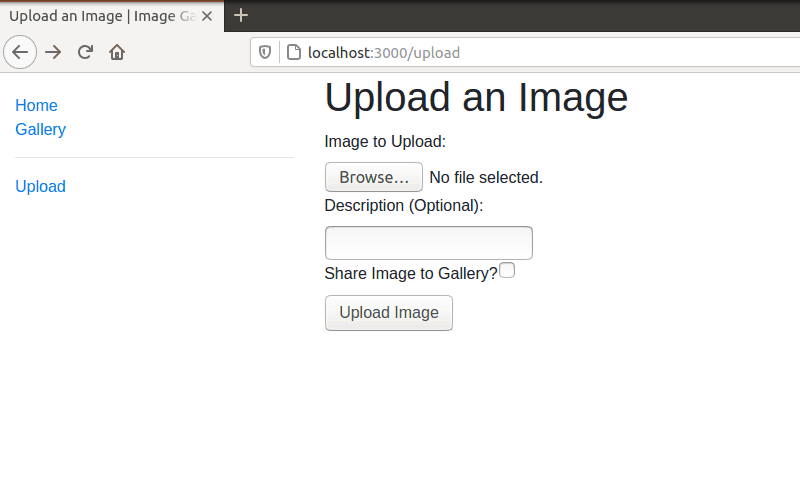 Upload an Image | Image Ga
localhost:3000/upload
Home
Gallery
Upload
Upload an Image
Image to Upload:
Browse... No file selected.
Description (Optional):
Share Image to Gallery?
Upload Image